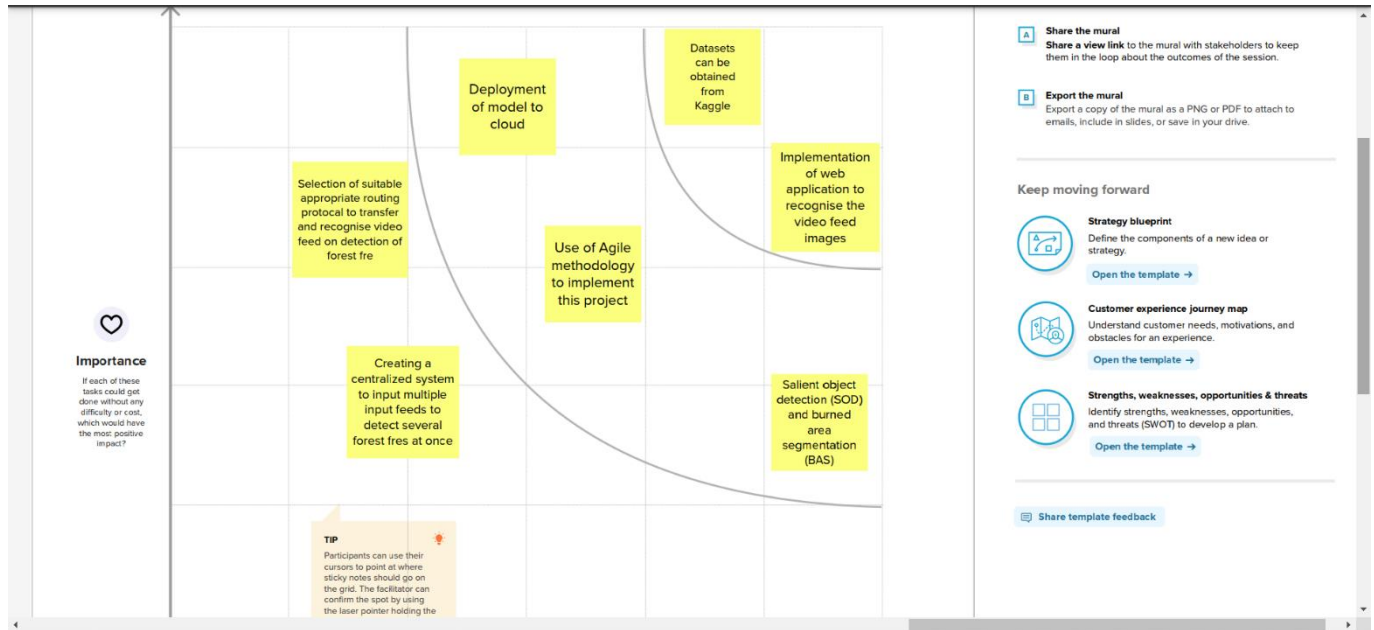 Importance
If each of these
tasks could get
done without any
difficulty or cost,
which would have
the most positive
impact?
Deployment
of model to
cloud
Datasets
can be
obtained
from
Kaggle
Selection of suitable
appropriate routing
protocal to transfer
and recognise video
feed on detection of
forest fre
Implementation
of web
application to
recognise the
video feed
images
Use of Agile
methodology
to implement
this project
Creating a
centralized system
to input multiple
input feeds to
detect several
forest fres at once
Salient object
detection (SOD)
and burned
area
segmentation
(BAS)
TIP
Participants can use their
cursors to point at where
sticky notes should go on
the grid. The facilitator can
confirm the spot by using
the laser pointer holding the
A
Share the mural
Share a view link to the mural with stakeholders to keep
them in the loop about the outcomes of the session.
B
Export the mural
Export a copy of the mural as a PNG or PDF to attach to
emails, include in slides, or save in your drive.
Keep moving forward
Strategy blueprint
Define the components of a new idea or
strategy.
Open the template →
Customer experience journey map
Understand customer needs, motivations, and
obstacles for an experience.
Open the template →
Strengths, weaknesses, opportunities & threats
Identify strengths, weaknesses, opportunities,
and threats (SWOT) to develop a plan.
Open the template →
Share template feedback